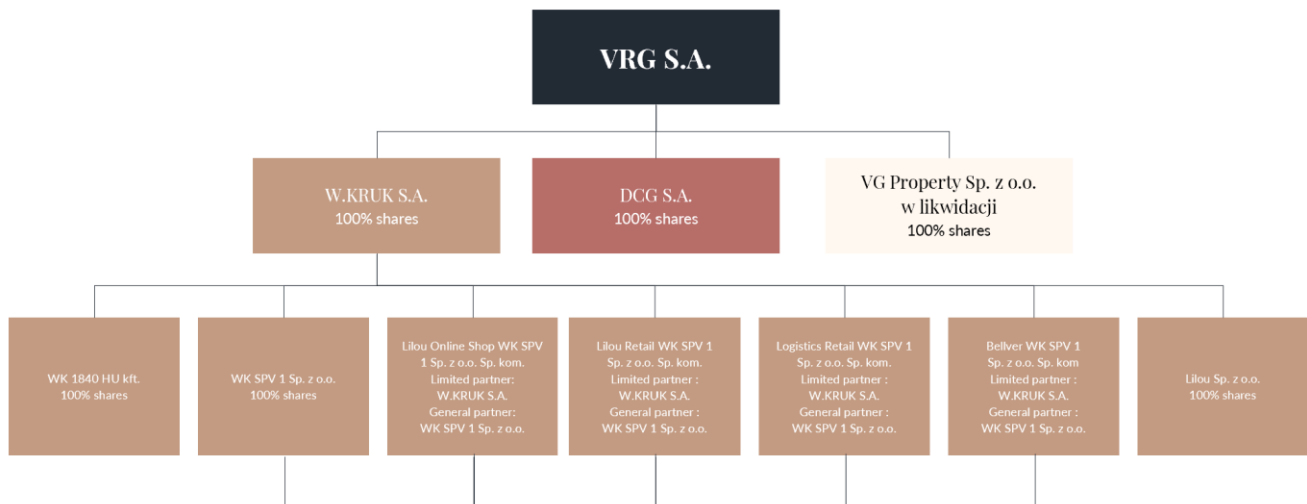 VRG S.A.
W.KRUK S.A.
100% shares
DCG S.A.
100% shares
VG Property Sp. z o.o.
w likwidacji
100% shares
WK 1840 HU kft.
100% shares
WK SPV 1 Sp. z o.o.
100% shares
Lilou Online Shop WK SPV
1 Sp. z o.o. Sp. kom.
Limited partner:
W.KRUK S.A.
General partner:
WK SPV 1 Sp. z o.o.
Lilou Retail WK SPV 1
Sp. z o.o. Sp. kom.
Limited partner :
W.KRUK S.A.
General partner :
WK SPV 1 Sp. z o.o.
Logistics Retail WK SPV 1
Sp. z o.o. Sp. kom.
Limited partner :
W.KRUK S.A.
General partner :
WK SPV 1 Sp. z o.o.
Bellver WK SPV 1
Sp. z o.o. Sp. kom
Limited partner :
W.KRUK S.A.
General partner :
WK SPV 1 Sp. z o.o.
Lilou Sp. z o.o.
100% shares